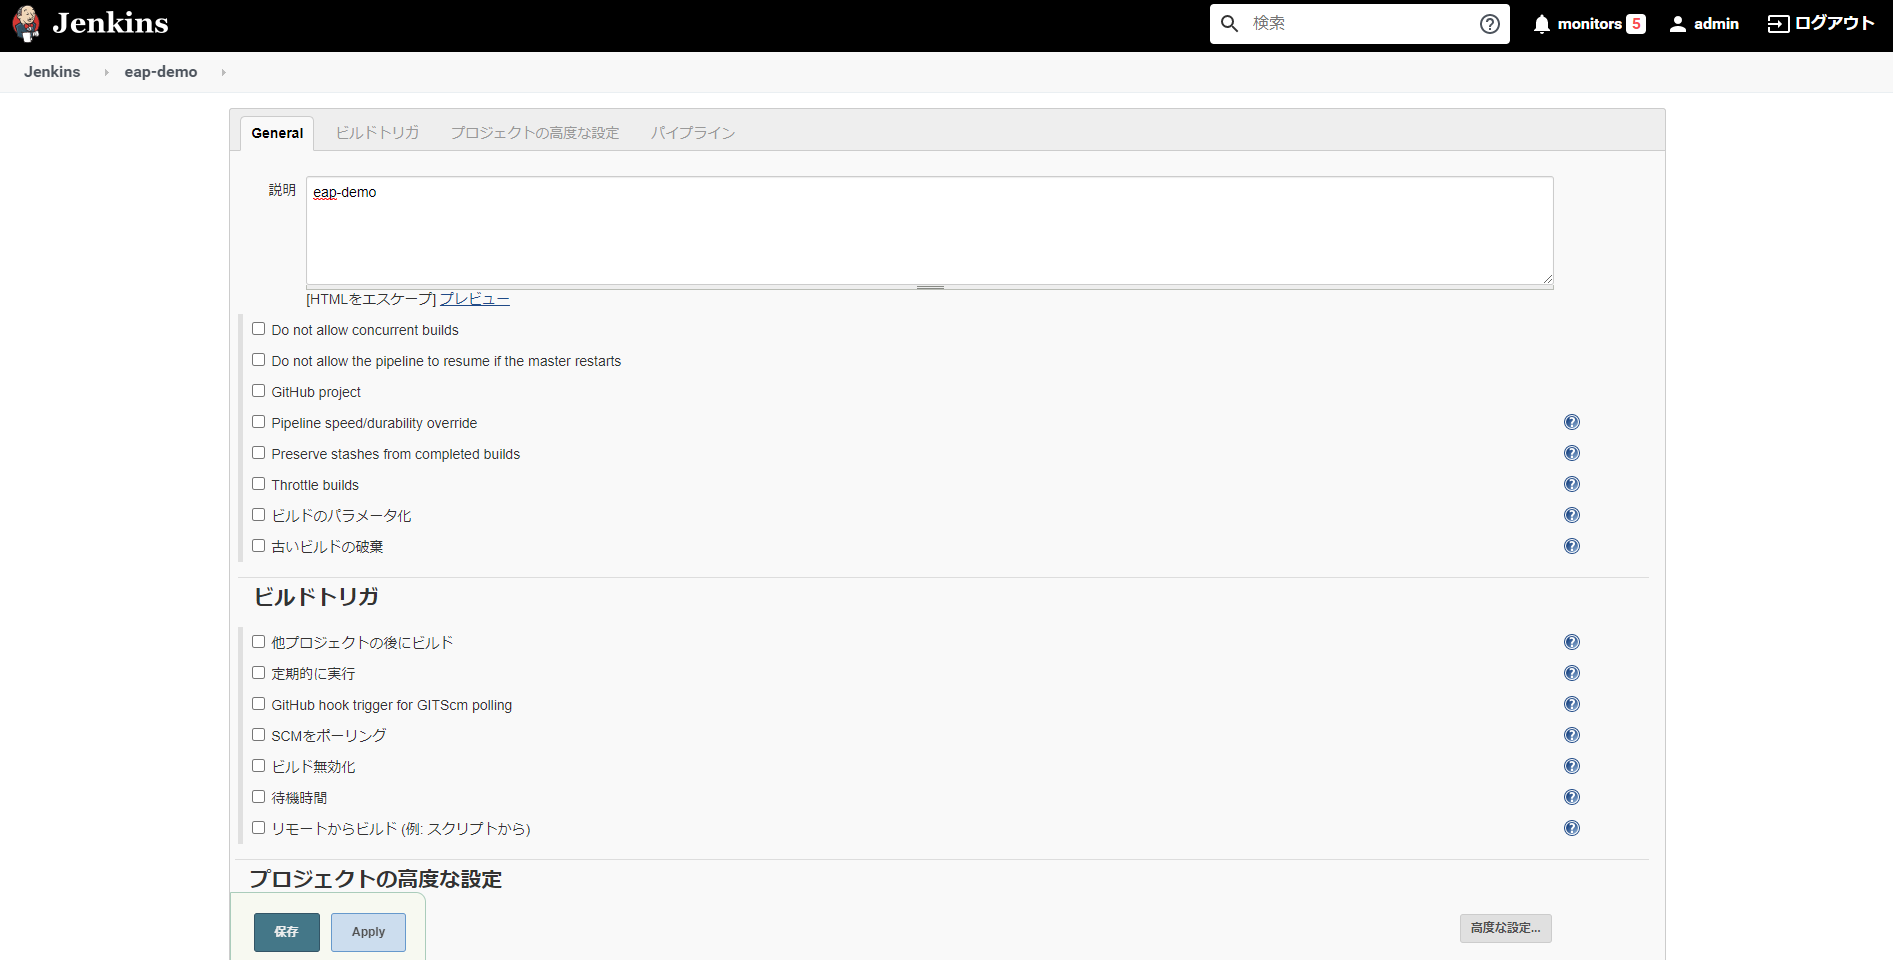 Jenkins
検索
monitors 5
admin
ログアウト
Jenkins
eap-demo
General
ビルドトリガ
プロジェクトの高度な設定
パイプライン
説明
eap-demo
[HTMLをエスケープ] プレビュー
Do not allow concurrent builds
Do not allow the pipeline to resume if the master restarts
GitHub project
Pipeline speed/durability override
Preserve stashes from completed builds
Throttle builds
ビルドのパラメータ化
古いビルドの破棄
ビルドトリガ
他プロジェクトの後にビルド
定期的に実行
GitHub hook trigger for GITScm polling
SCMをポーリング
ビルド無効化
待機時間
リモートからビルド (例: スクリプトから)
プロジェクトの高度な設定
保存
Apply
高度な設定...